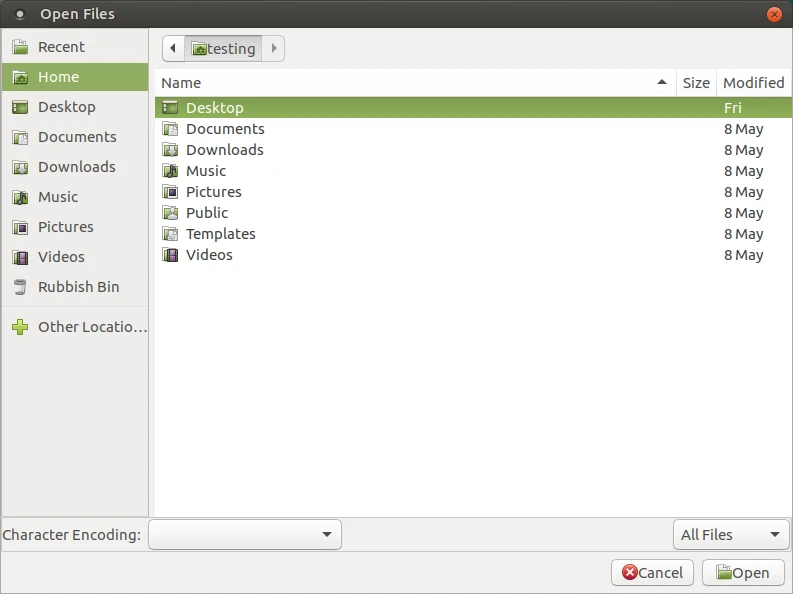 Open Files
Recent
Home
Desktop
Documents
Downloads
Music
Pictures
Videos
Rubbish Bin
Other Locatio...
testing
Name Size Modified
Desktop Fri
Documents 8 May
Downloads 8 May
Music 8 May
Pictures 8 May
Public 8 May
Templates 8 May
Videos 8 May
Character Encoding: All Files
Cancel Open